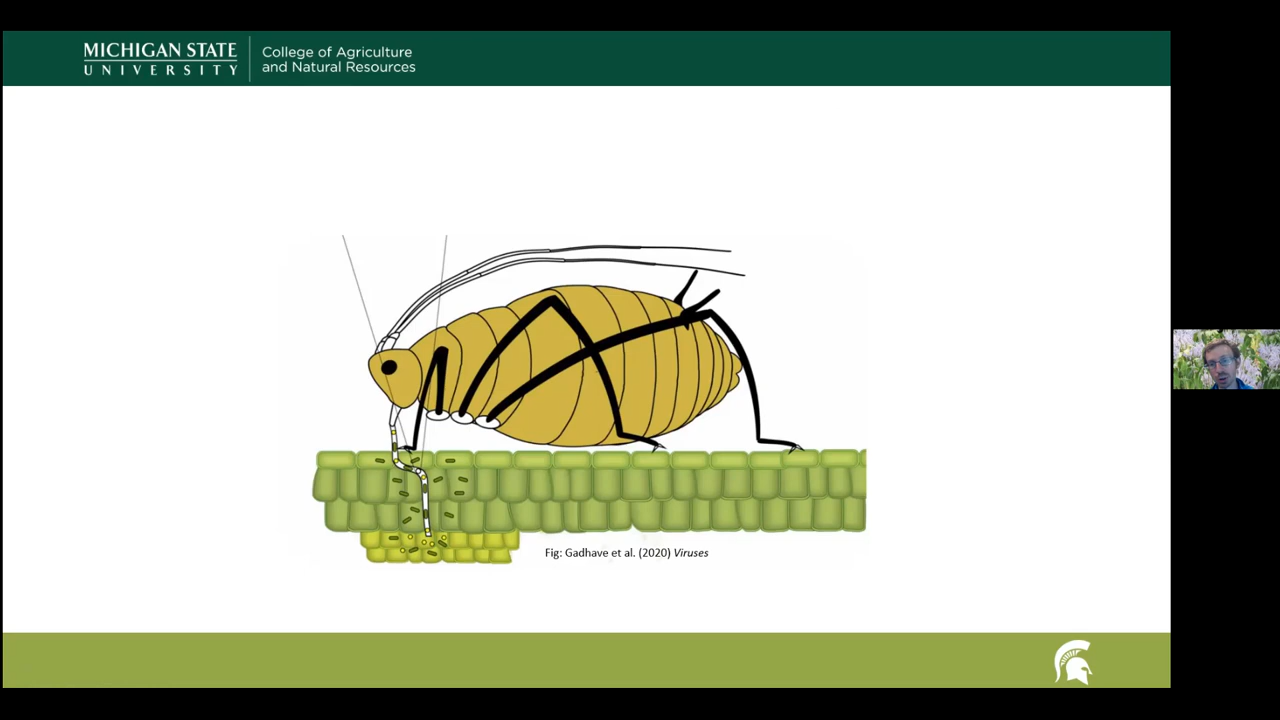 MICHIGAN STATE
UNIVERSITY
College of Agriculture
and Natural Resources
Fig: Gadhave et al. (2020) Viruses